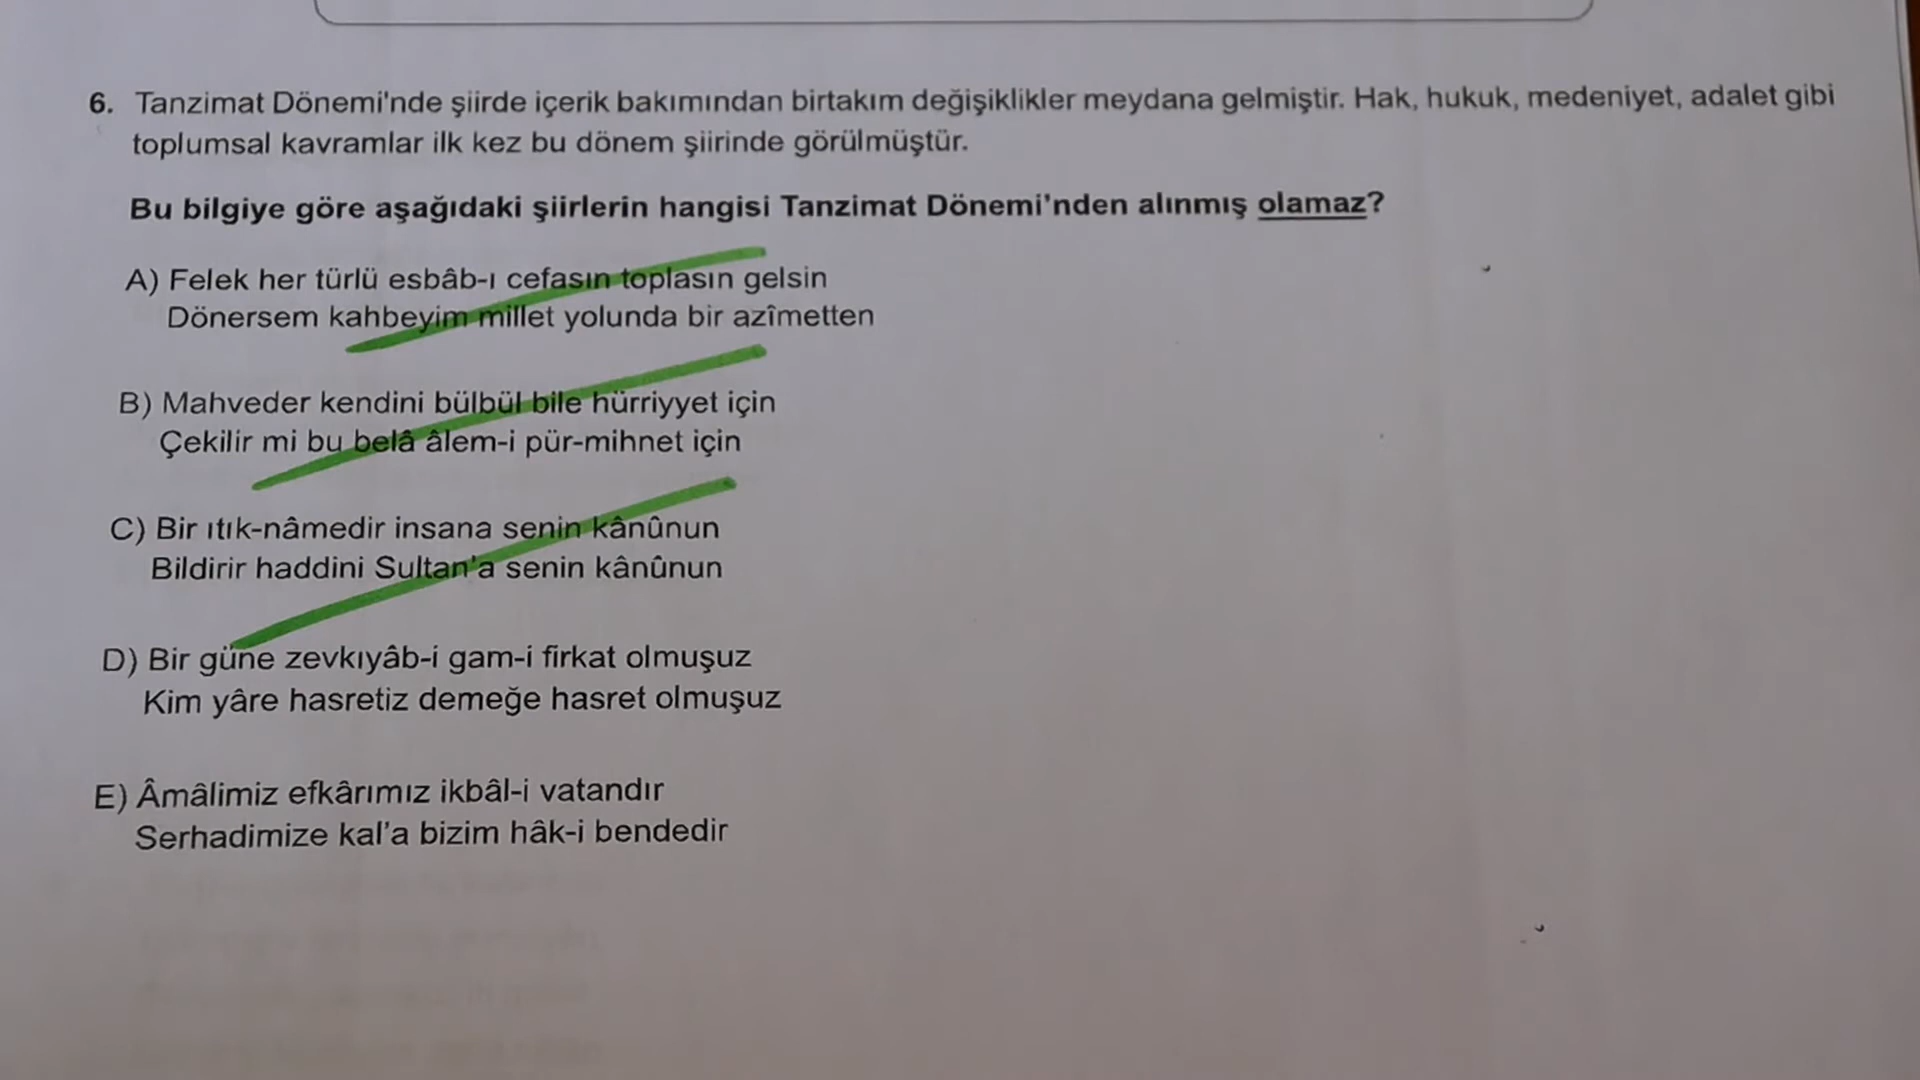 6. Tanzimat Dönemi'nde şiirde içerik bakımından birtakım değişiklikler meydana gelmiştir. Hak, hukuk, medeniyet, adalet gibi
toplumsal kavramlar ilk kez bu dönem şiirinde görülmüştür.
Bu bilgiye göre aşağıdaki şiirlerin hangisi Tanzimat Dönemi'nden alınmış olamaz?
A) Felek her türlü esbâb-ı cefasın toplasın gelsin
Dönersem kahbeyim millet yolunda bir azîmetten
B) Mahveder kendini bülbül bile hürriyyet için
Çekilir mi bu belâ âlem-i pür-mihnet için
C) Bir ıtık-nâmedir insana senin kânûnun
Bildirir haddini Sultan'a senin kânûnun
D) Bir güne zevkıyâb-i gam-i firkat olmuşuz
Kim yâre hasretiz demeğe hasret olmuşuz
E) Âmâlimiz efkârımız ikbâl-i vatandır
Serhadimize kal'a bizim hâk-i bendedir